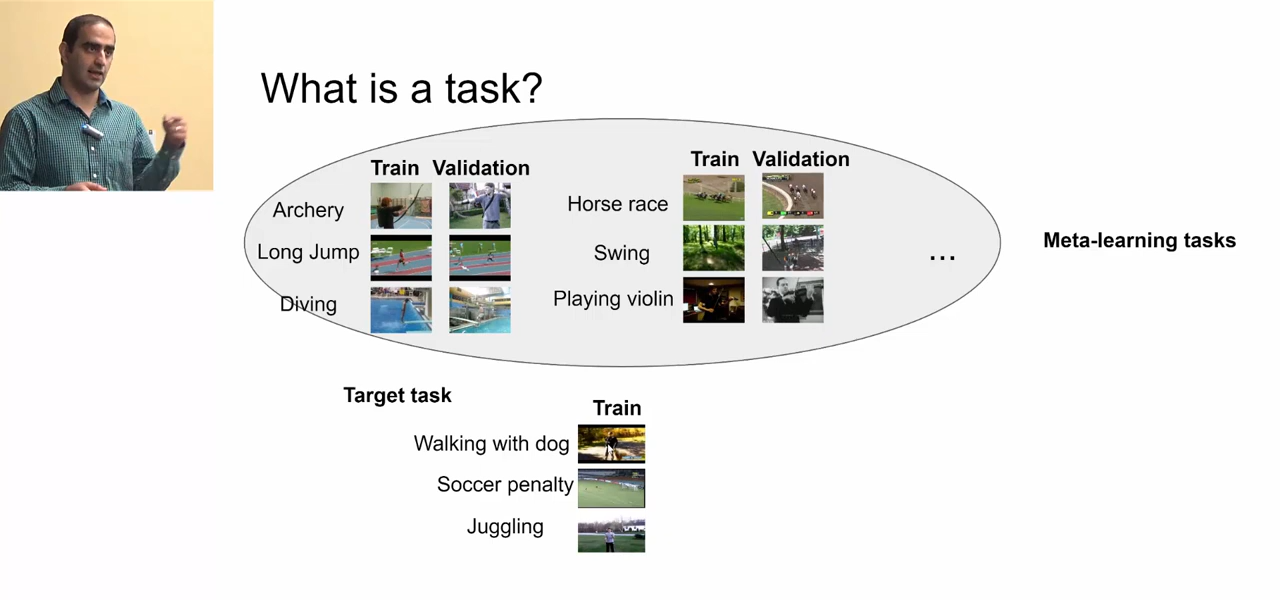 What is a task?
Train Validation
Archery
Long Jump
Diving
Train Validation
Horse race
Swing
Playing violin
...
Meta-learning tasks
Target task
Train
Walking with dog
Soccer penalty
Juggling